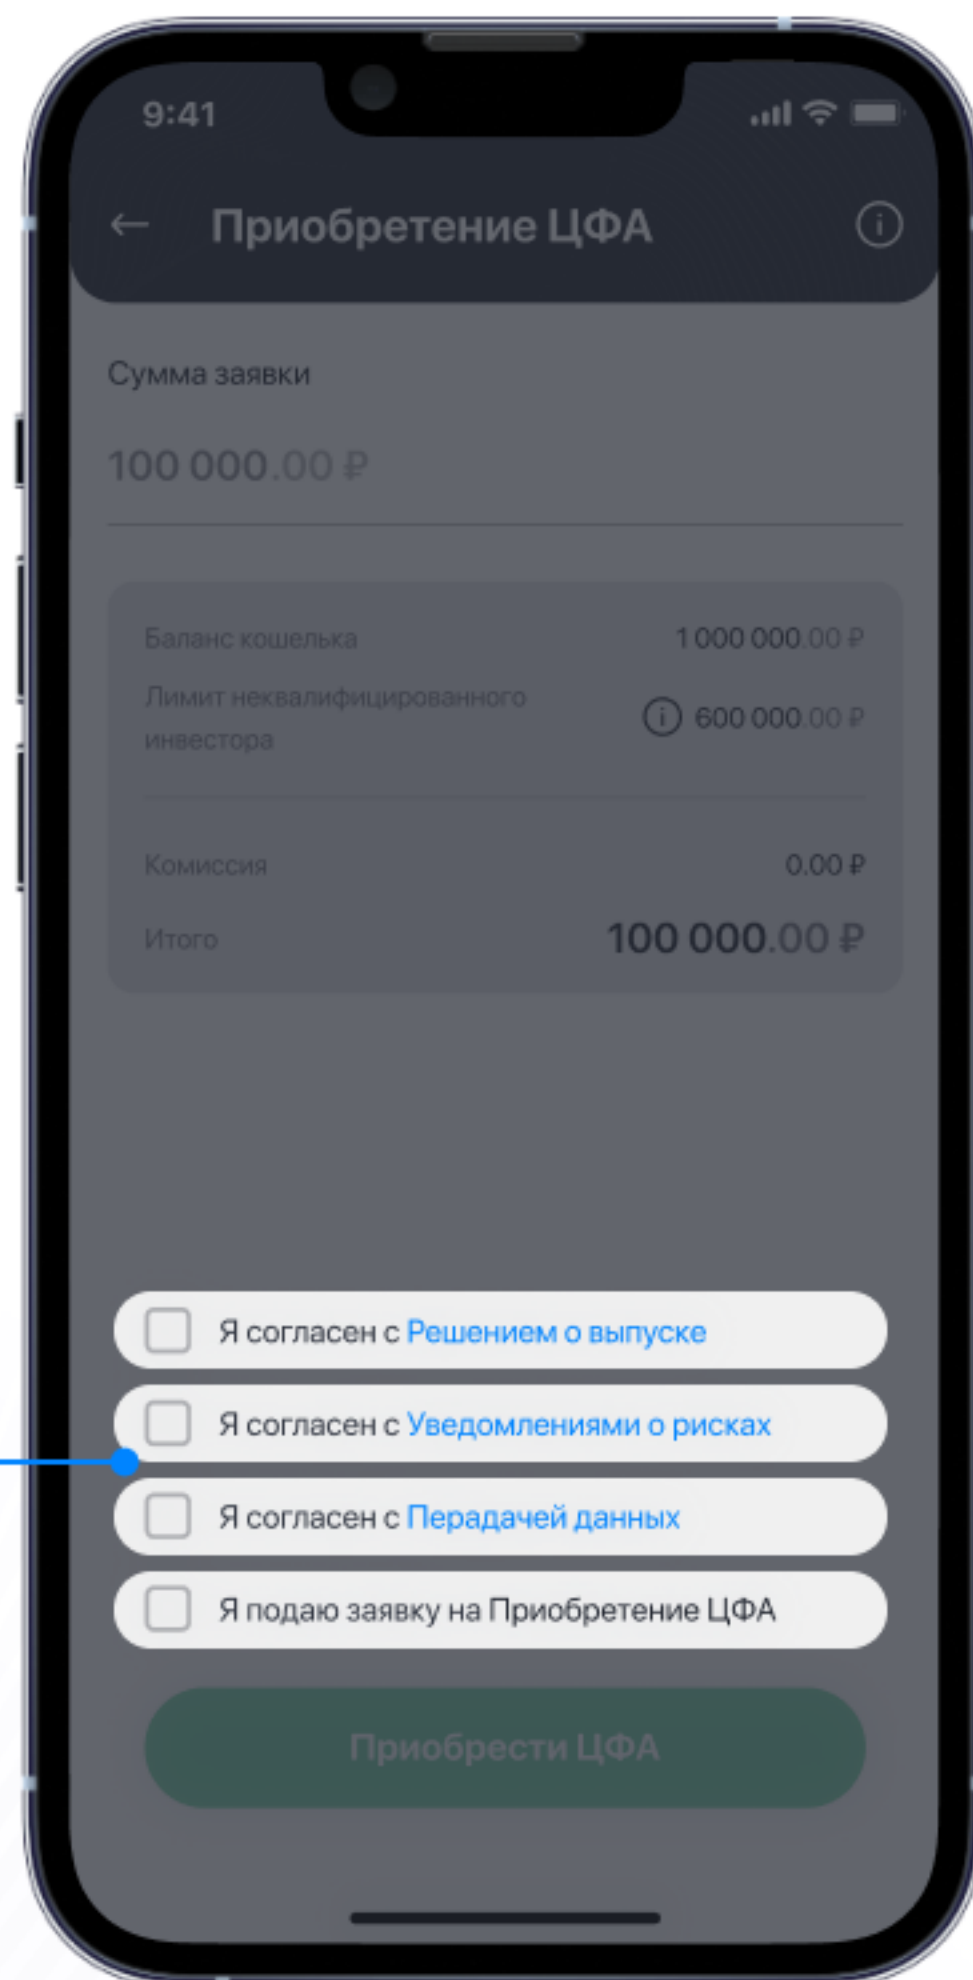 9:41
Приобретение ЦФА
Сумма заявки
100 000.00 ₽
Баланс кошелька 1 000 000.00 ₽
Лимит неквалифицированного
инвестора 600 000.00 ₽
Комиссия 0.00 ₽
Итого 100 000.00 ₽
Я согласен с Решением о выпуске
Я согласен с Уведомлениями о рисках
Я согласен с Перадачей данных
Я подаю заявку на Приобретение ЦФА
Приобрести ЦФА